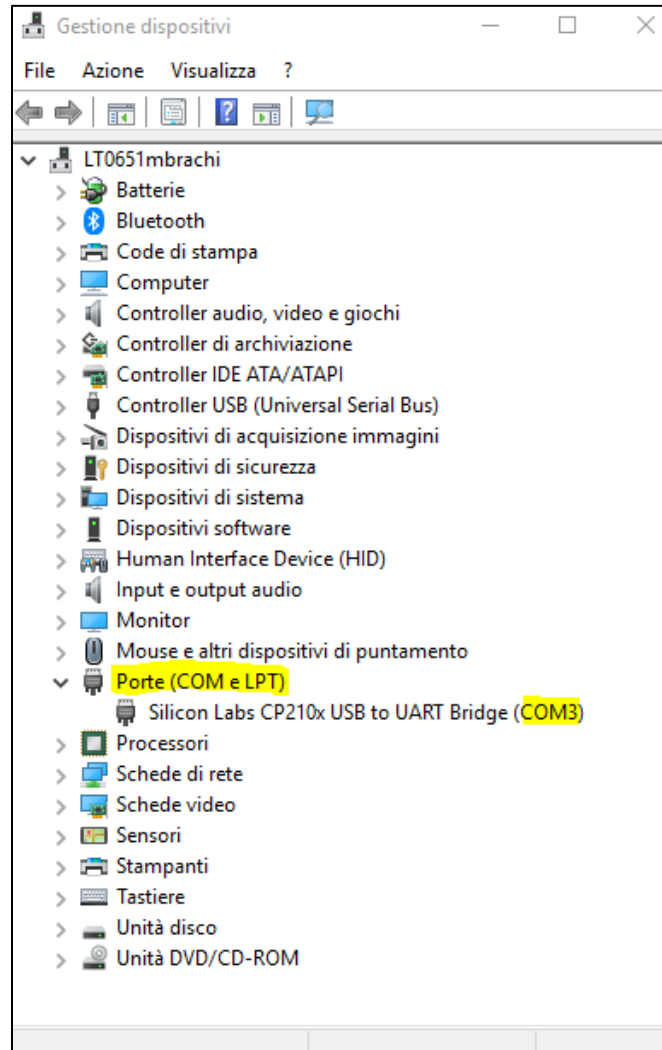 Gestione dispositivi
File Azione Visualizza ?
LT0651mbrachi
Batterie
Bluetooth
Code di stampa
Computer
Controller audio, video e giochi
Controller di archiviazione
Controller IDE ATA/ATAPI
Controller USB (Universal Serial Bus)
Dispositivi di acquisizione immagini
Dispositivi di sicurezza
Dispositivi di sistema
Dispositivi software
Human Interface Device (HID)
Input e output audio
Monitor
Mouse e altri dispositivi di puntamento
Porte (COM e LPT)
Silicon Labs CP210x USB to UART Bridge (COM3)
Processori
Schede di rete
Schede video
Sensori
Stampanti
Tastiere
Unità disco
Unità DVD/CD-ROM